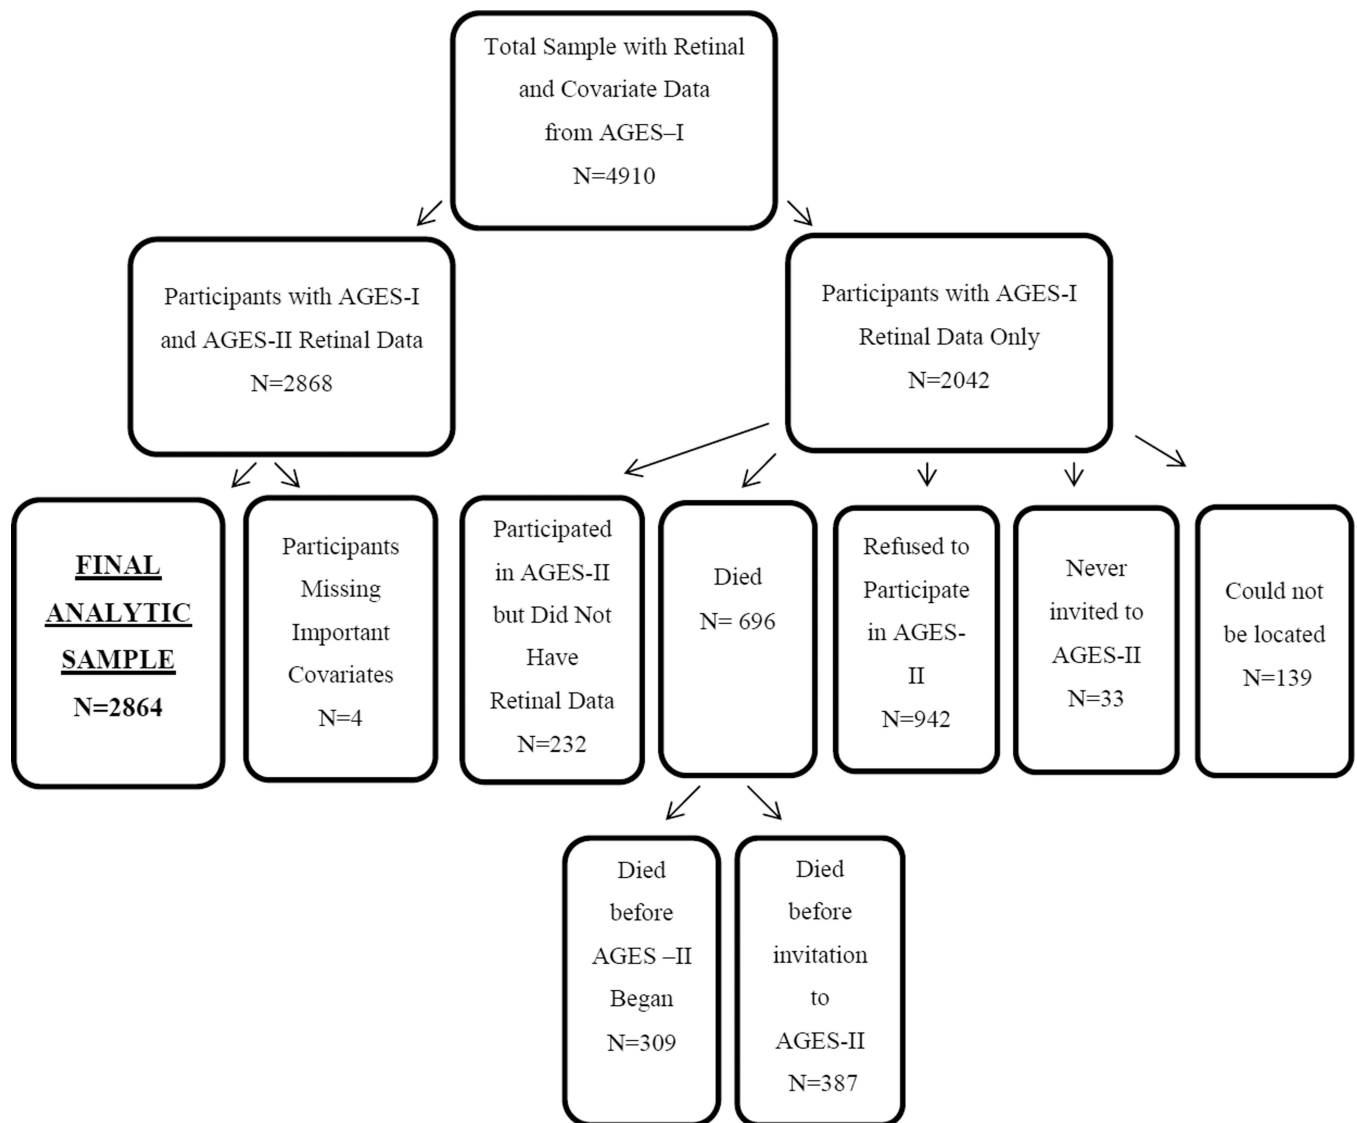 Total Sample with Retinal
and Covariate Data
from AGES–I
N=4910
Participants with AGES-I
and AGES-II Retinal Data
N=2868
Participants with AGES-I
Retinal Data Only
N=2042
FINAL
ANALYTIC
SAMPLE
N=2864
Participants
Missing
Important
Covariates
N=4
Participated
in AGES-II
but Did Not
Have
Retinal Data
N=232
Died
N= 696
Refused to
Participate
in AGES-
II
N=942
Never
invited to
AGES-II
N=33
Could not
be located
N=139
Died
before
AGES –II
Began
N=309
Died
before
invitation
to
AGES-II
N=387